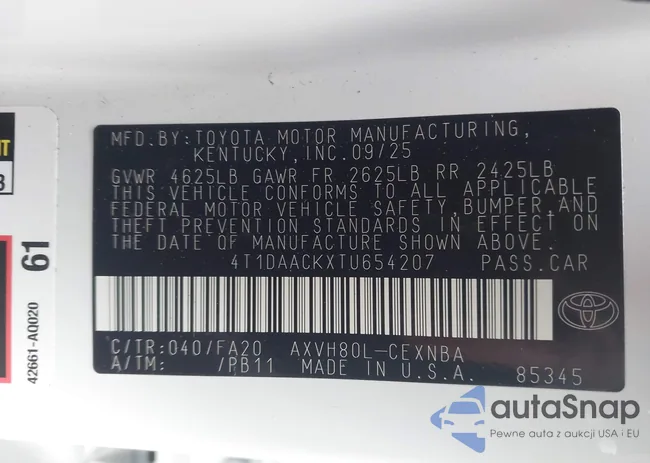 MFD.BY:TOYOTA MOTOR MANUFACTURING,
KENTUCKY,INC.09/25
GVWR 4625LB GAWR FR 2625LB RR 2425LB
THIS VEHICLE CONFORMS TO ALL APPLICABLE
FEDERAL MOTOR VEHICLE SAFETY,BUMPER,AND
THEFT PREVENTION STANDARDS IN EFFECT ON
THE DATE OF MANUFACTURE SHOWN ABOVE.
4T1DAACKXTU654207 PASS.CAR
C/TR:040/FA20 AXVH80L-CEXNBA
A/TM: /PB11 MADE IN U.S.A. 85345
61
42661-AQ020
autaSnap
Pewne auta z aukcji USA i EU